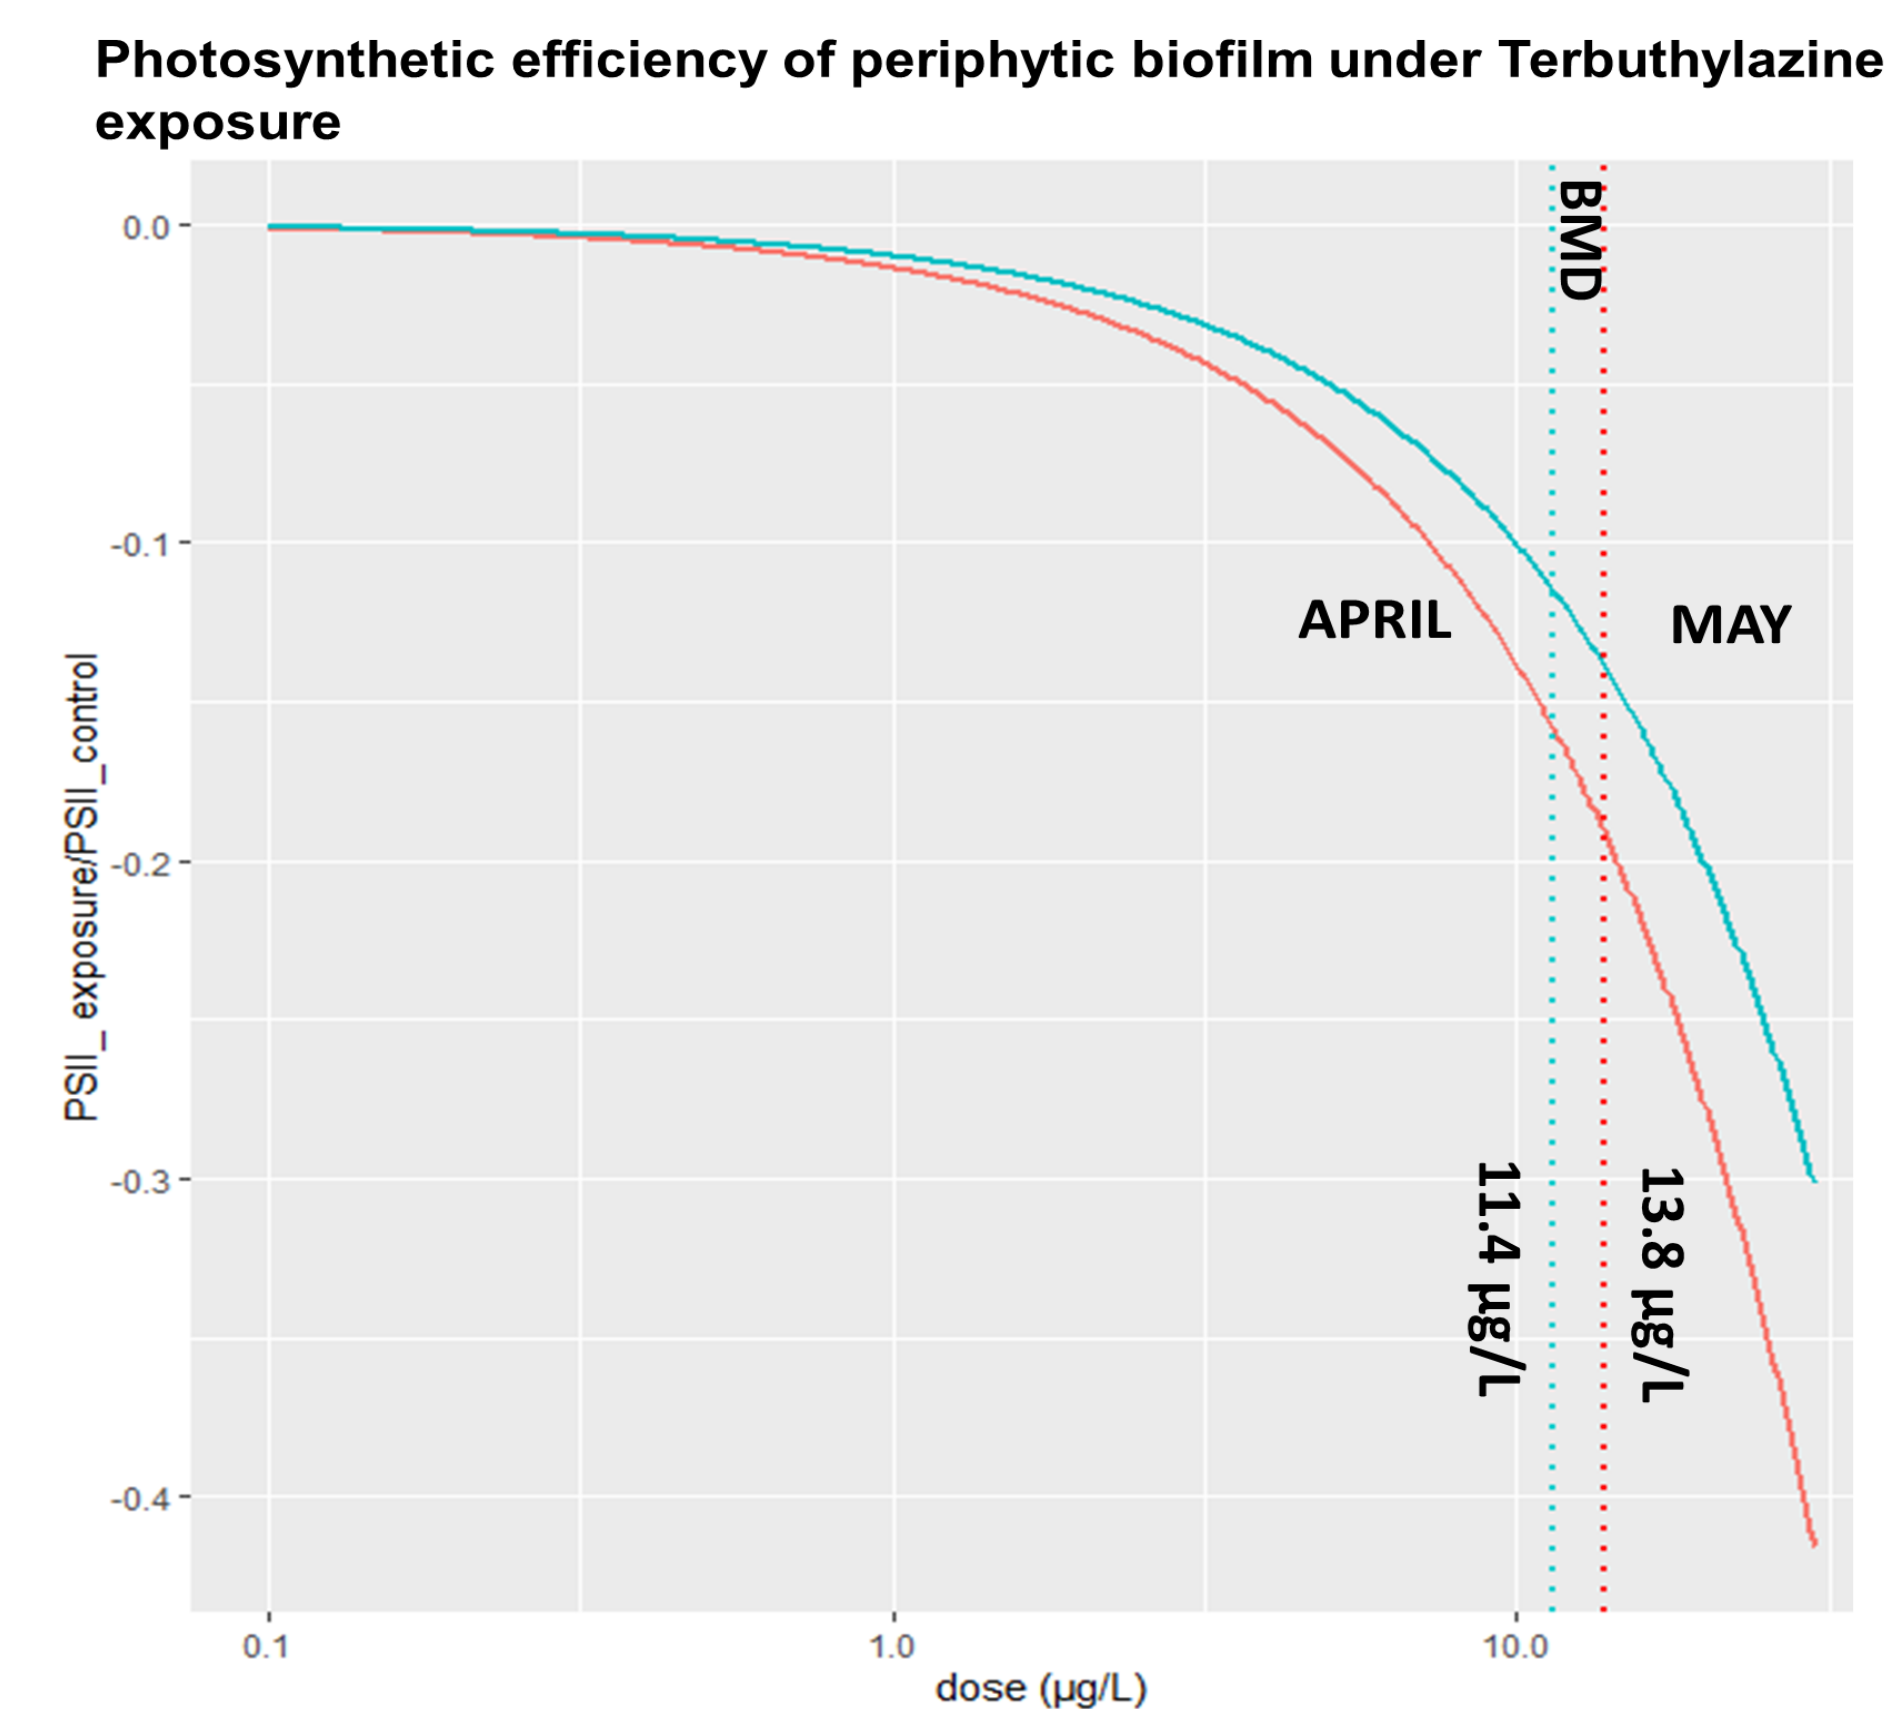 Photosynthetic efficiency of periphytic biofilm under Terbuthylazine
exposure
BMD
0.0
-0.1
-0.2
-0.3
-0.4
PSII_exposure/PSII_control
APRIL
MAY
11.4 µg/L
13.8 µg/L
0.1
1.0
10.0
dose (µg/L)